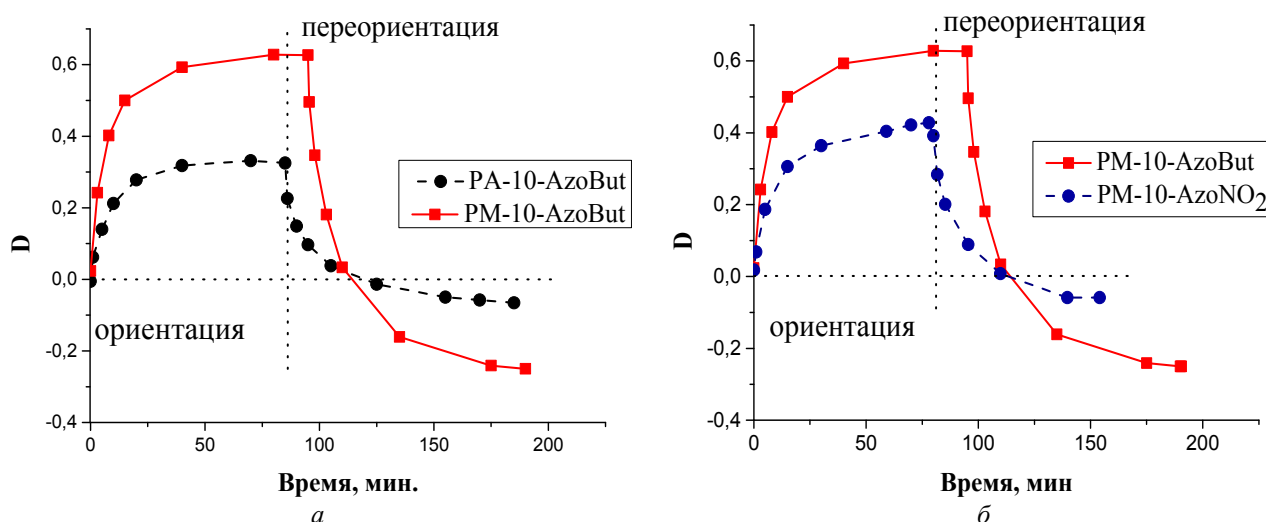 переориентация
0,6
0,4
0,2
0,0
-0,2
-0,4
D
PA-10-AzoBut
PM-10-AzoBut
ориентация
0 50 100 150 200
Время, мин.
а
переориентация
0,6
0,4
0,2
0,0
-0,2
-0,4
D
PM-10-AzoBut
PM-10-AzoNO2
ориентация
0 50 100 150 200
Время, мин
б